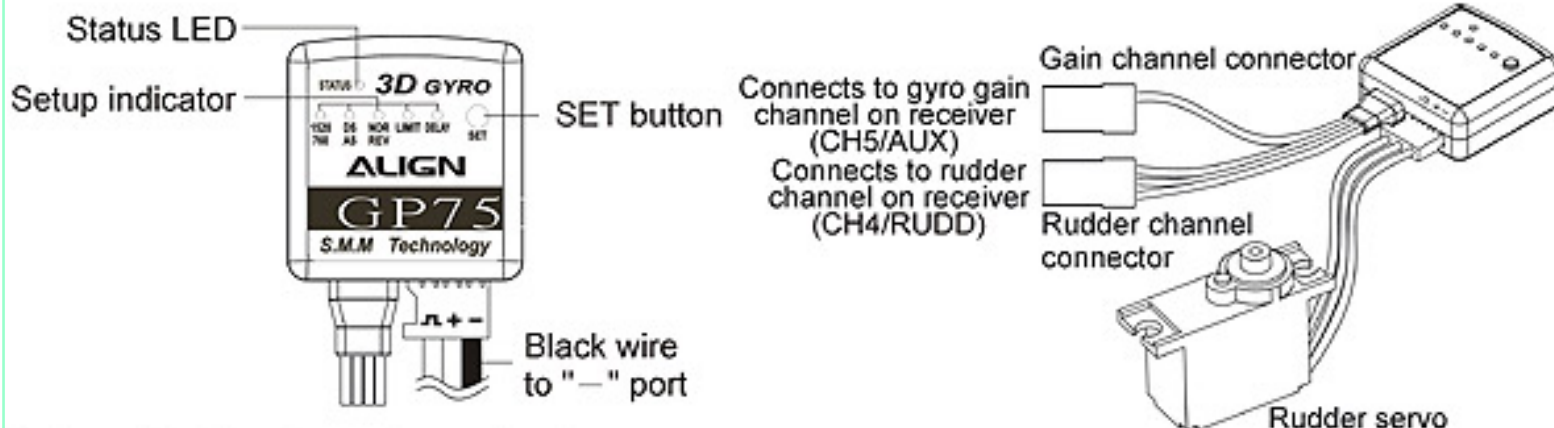 Status LED
Setup indicator
STATUS
3D GYRO
1520 DS NOR LIMIT DELAY
760 AS REV
SET
SET button
ALIGN
GP75
S.M.M Technology
+ −
Black wire
to "—" port
Gain channel connector
Connects to gyro gain
channel on receiver
(CH5/AUX)
Connects to rudder
channel on receiver
(CH4/RUDD)
Rudder channel
connector
Rudder servo